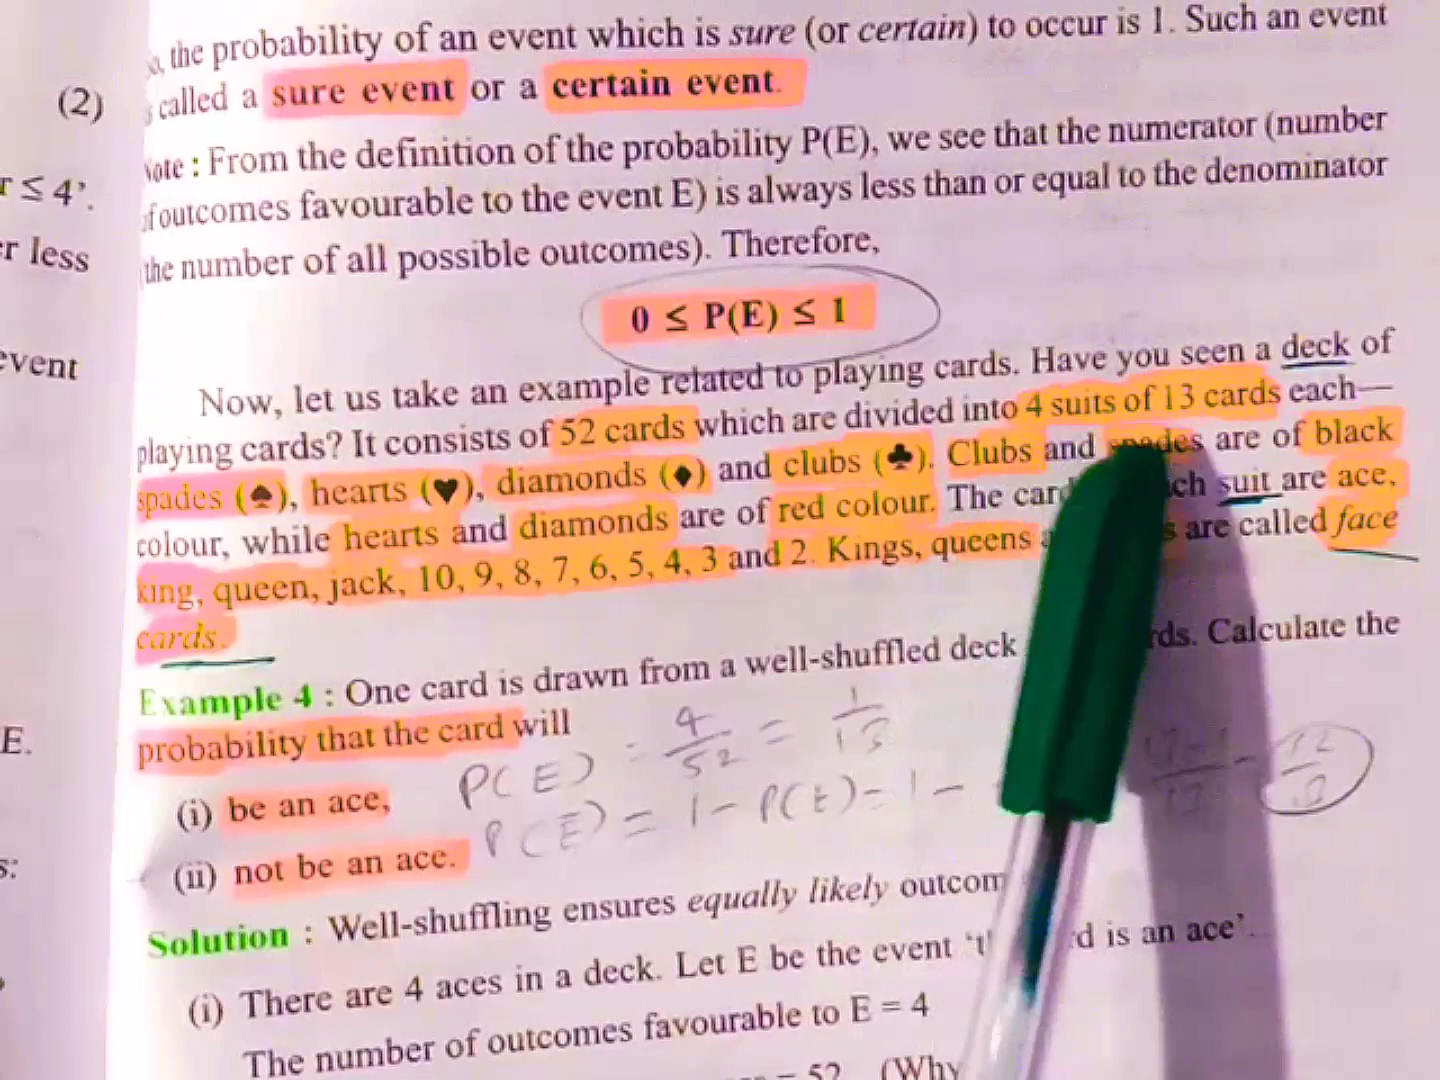 the probability of an event which is sure (or certain) to occur is 1. Such an event
called a sure event or a certain event.
(2)
Note : From the definition of the probability P(E), we see that the numerator (number
of outcomes favourable to the event E) is always less than or equal to the denominator
the number of all possible outcomes). Therefore,
r ≤ 4’.
r less
0 ≤ P(E) ≤ 1
event
Now, let us take an example related to playing cards. Have you seen a deck of
playing cards? It consists of 52 cards which are divided into 4 suits of 13 cards each—
spades (♠), hearts (♥), diamonds (♦) and clubs (♣). Clubs and spades are of black
colour, while hearts and diamonds are of red colour. The car ch suit are ace,
king, queen, jack, 10, 9, 8, 7, 6, 5, 4, 3 and 2. Kings, queens a s are called face
cards.
Example 4 : One card is drawn from a well-shuffled deck rds. Calculate the
probability that the card will
P(E) = 4/52 = 1/13
E.
(i) be an ace,
P(E) = 1 - P(E) = 1 -
(ii) not be an ace.
s:
Solution : Well-shuffling ensures equally likely outcom
(i) There are 4 aces in a deck. Let E be the event ‘t d is an ace’.
The number of outcomes favourable to E = 4
= 52 (Why